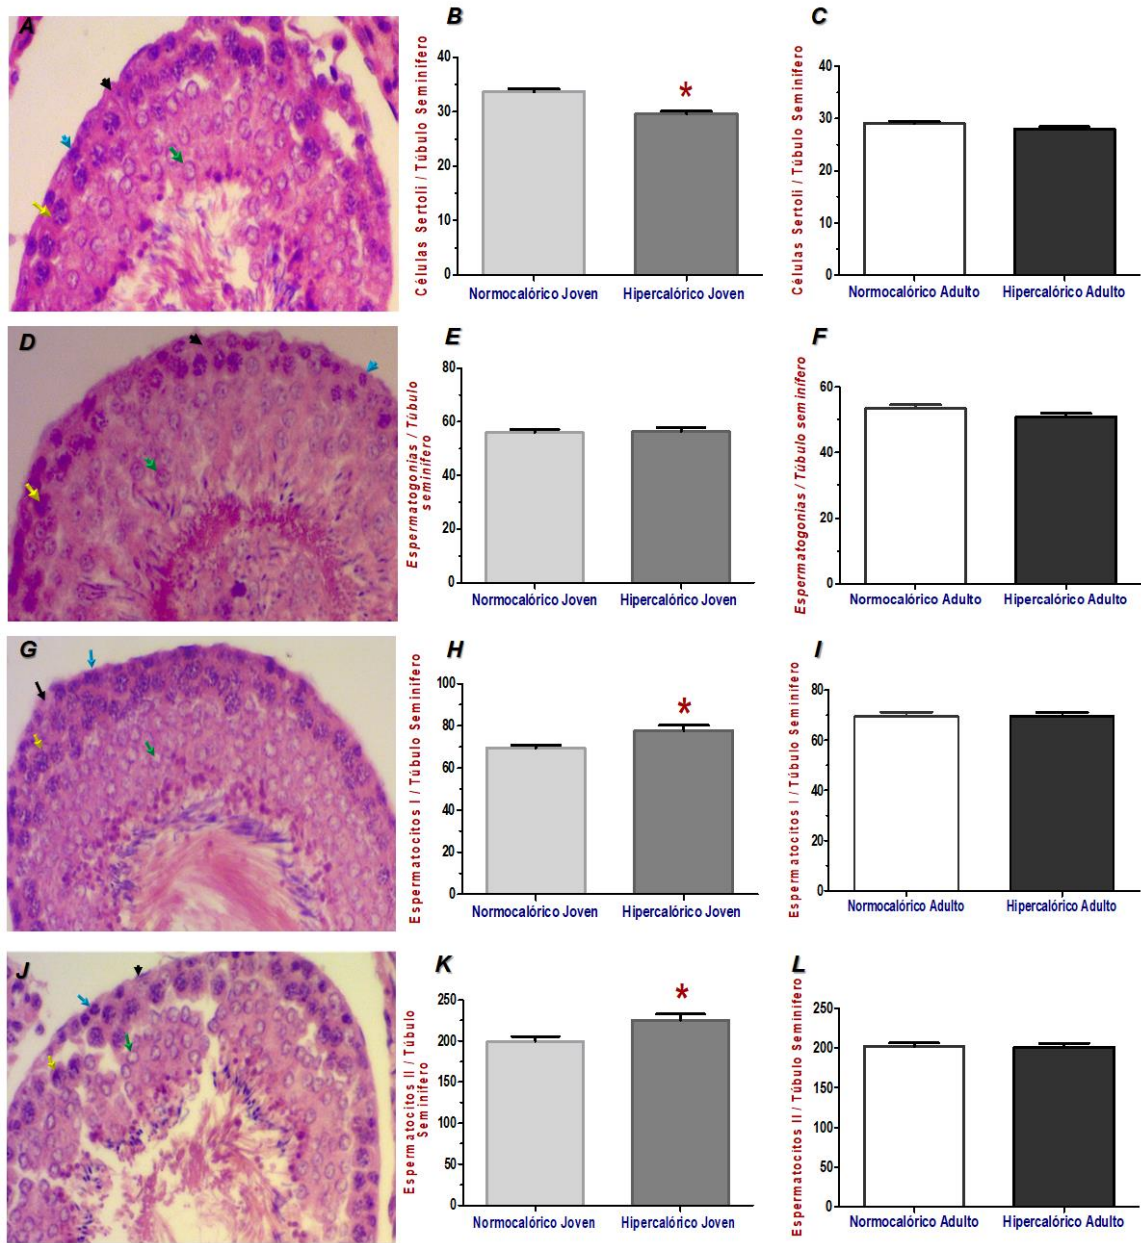 A
B
Células Sertoli / Túbulo Seminífero
40
30
20
10
0
*
Normocalórico Joven
Hipercalórico Joven
C
Células Sertoli / Túbulo Seminífero
40
30
20
10
0
Normocalórico Adulto
Hipercalórico Adulto
D
E
Espermatogonias / Túbulo
seminífero
80
60
40
20
0
Normocalórico Joven
Hipercalórico Joven
F
Espermatogonias / Túbulo seminífero
60
40
20
0
Normocalórico Adulto
Hipercalórico Adulto
G
H
Espermatocitos I / Túbulo Seminífero
100
80
60
40
20
0
*
Normocalórico Joven
Hipercalórico Joven
I
Espermatocitos I / Túbulo Seminífero
80
60
40
20
0
Normocalórico Adulto
Hipercalórico Adulto
J
K
Espermatocitos II / Túbulo
Seminífero
250
200
150
100
50
0
*
Normocalórico Joven
Hipercalórico Joven
L
Espermatocitos II / Túbulo Seminífero
250
200
150
100
50
0
Normocalórico Adulto
Hipercalórico Adulto